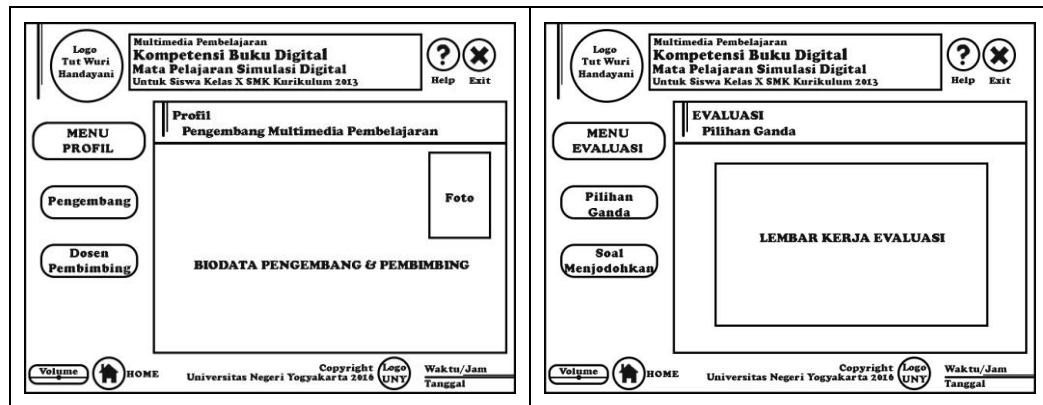 Logo
Tut Wuri
Handayani
Multimedia Pembelajaran
Kompetensi Buku Digital
Mata Pelajaran Simulasi Digital
Untuk Siswa Kelas X SMK Kurikulum 2013
Help
Exit
MENU
PROFIL
Pengembang
Dosen
Pembimbing
Profil
Pengembang Multimedia Pembelajaran
Foto
BIODATA PENGEMBANG & PEMBIMBING
Volume
HOME
Copyright
Universitas Negeri Yogyakarta 2016
Logo
UNY
Waktu/Jam
Tanggal
Logo
Tut Wuri
Handayani
Multimedia Pembelajaran
Kompetensi Buku Digital
Mata Pelajaran Simulasi Digital
Untuk Siswa Kelas X SMK Kurikulum 2013
?
Help
Exit
MENU
EVALUASI
Pilihan
Ganda
Soal
Menjodohkan
EVALUASI
Pilihan Ganda
LEMBAR KERJA EVALUASI
Volume
HOME
Copyright
Universitas Negeri Yogyakarta 2016
Logo
UNY
Waktu/Jam
Tanggal